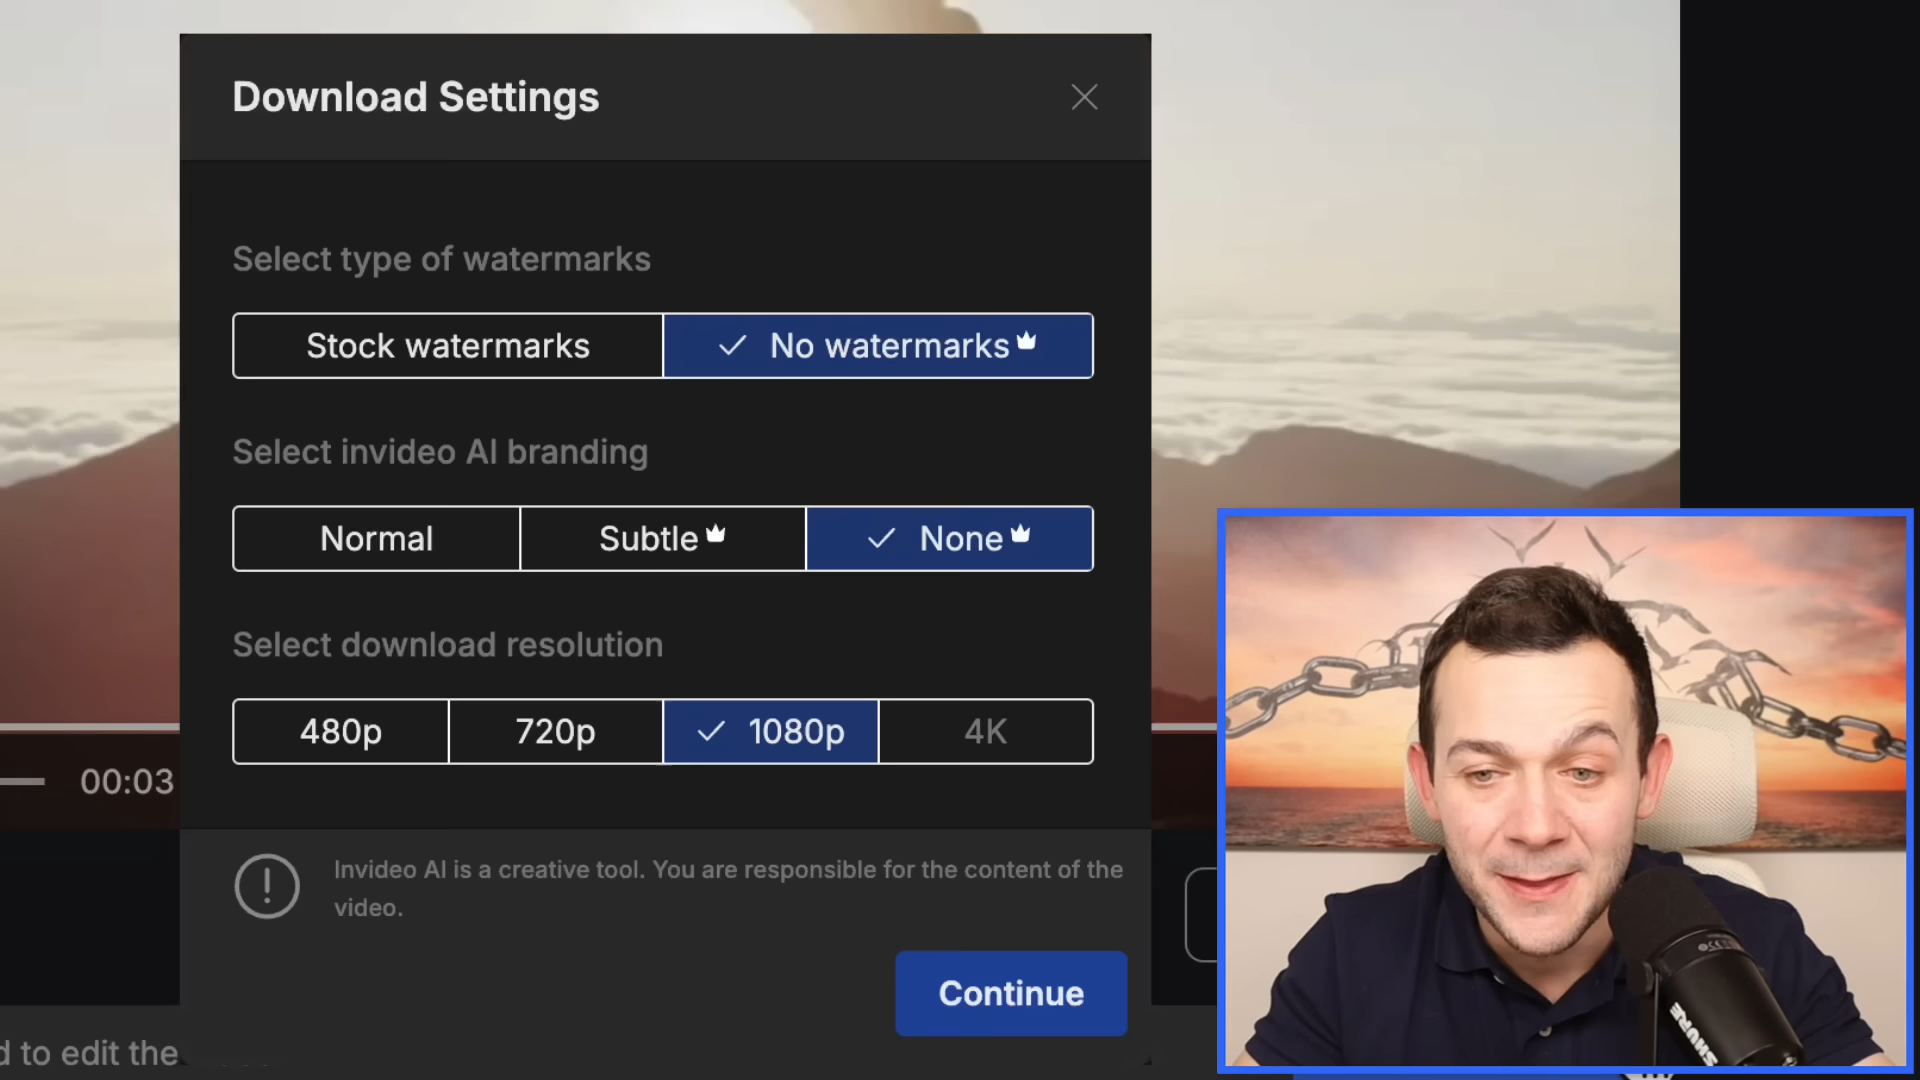 Download Settings
Select type of watermarks
Stock watermarks
No watermarks
Select invideo AI branding
Normal
Subtle
None
Select download resolution
480p
720p
1080p
4K
00:03
Invideo AI is a creative tool. You are responsible for the content of the
video.
Continue
d to edit the
SHURE